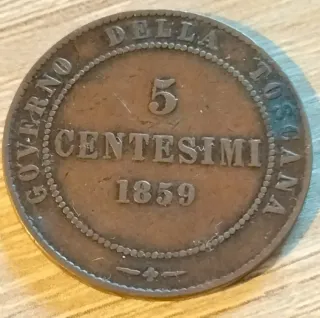 GOVERNO DELLA TOSCANA
5
CENTESIMI
1859